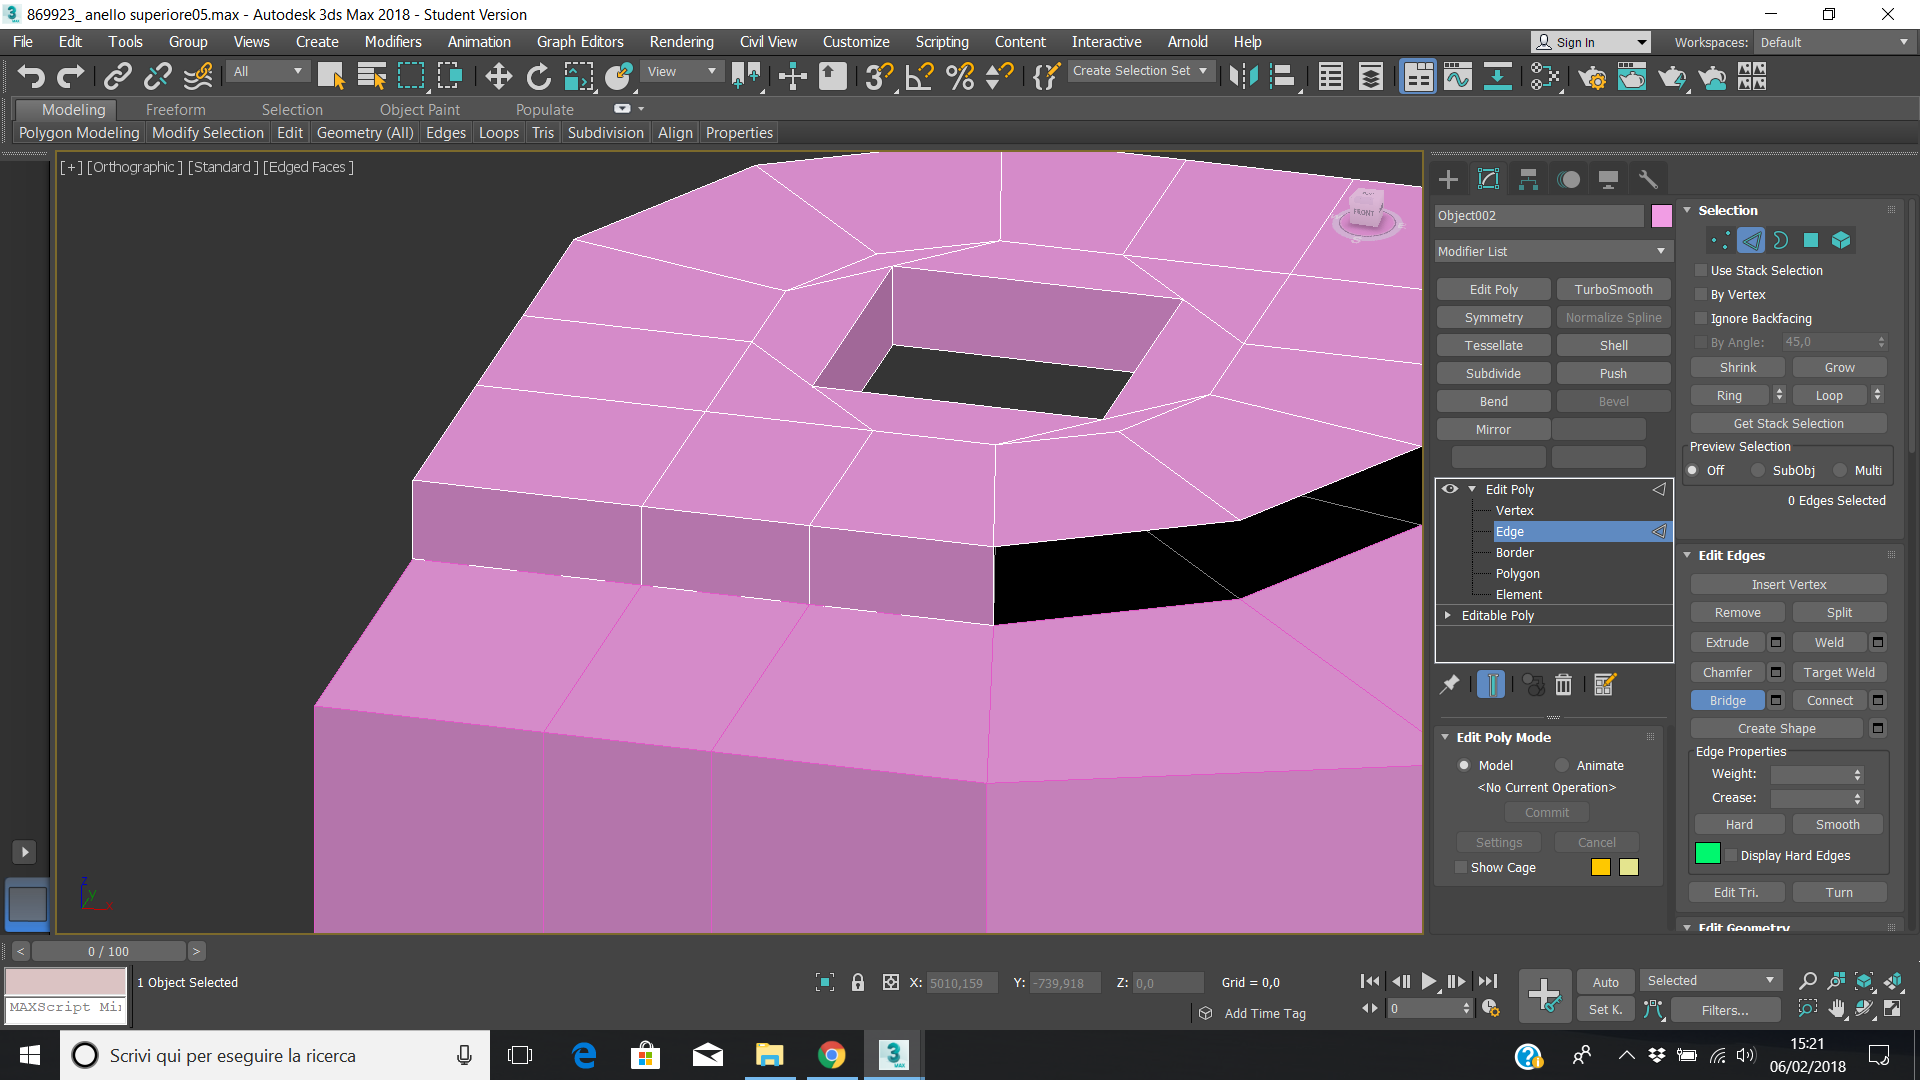 869923_ anello superiore05.max - Autodesk 3ds Max 2018 - Student Version
File Edit Tools Group Views Create Modifiers Animation Graph Editors Rendering Civil View Customize Scripting Content Interactive Arnold Help Sign In Workspaces: Default
All View Create Selection Set
Modeling Freeform Selection Object Paint Populate
Polygon Modeling Modify Selection Edit Geometry (All) Edges Loops Tris Subdivision Align Properties
[+] [Orthographic ] [Standard ] [Edged Faces ]
FRONT
Object002
Modifier List
Edit Poly TurboSmooth
Symmetry Normalize Spline
Tessellate Shell
Subdivide Push
Bend Bevel
Mirror
Edit Poly
Vertex
Edge
Border
Polygon
Element
Editable Poly
Edit Poly Mode
Model Animate
<No Current Operation>
Commit
Settings Cancel
Show Cage
Selection
Use Stack Selection
By Vertex
Ignore Backfacing
By Angle: 45,0
Shrink Grow
Ring Loop
Get Stack Selection
Preview Selection
Off SubObj Multi
0 Edges Selected
Edit Edges
Insert Vertex
Remove Split
Extrude Weld
Chamfer Target Weld
Bridge Connect
Create Shape
Edge Properties
Weight:
Crease:
Hard Smooth
Display Hard Edges
Edit Tri. Turn
Edit Geometry
z
y
x
< 0 / 100 >
1 Object Selected X: 5010,159 Y: -739,918 Z: 0,0 Grid = 0,0 Auto Selected
MAXScript Mi Add Time Tag 0 Set K. Filters...
Scrivi qui per eseguire la ricerca
3
MAX
15:21
06/02/2018